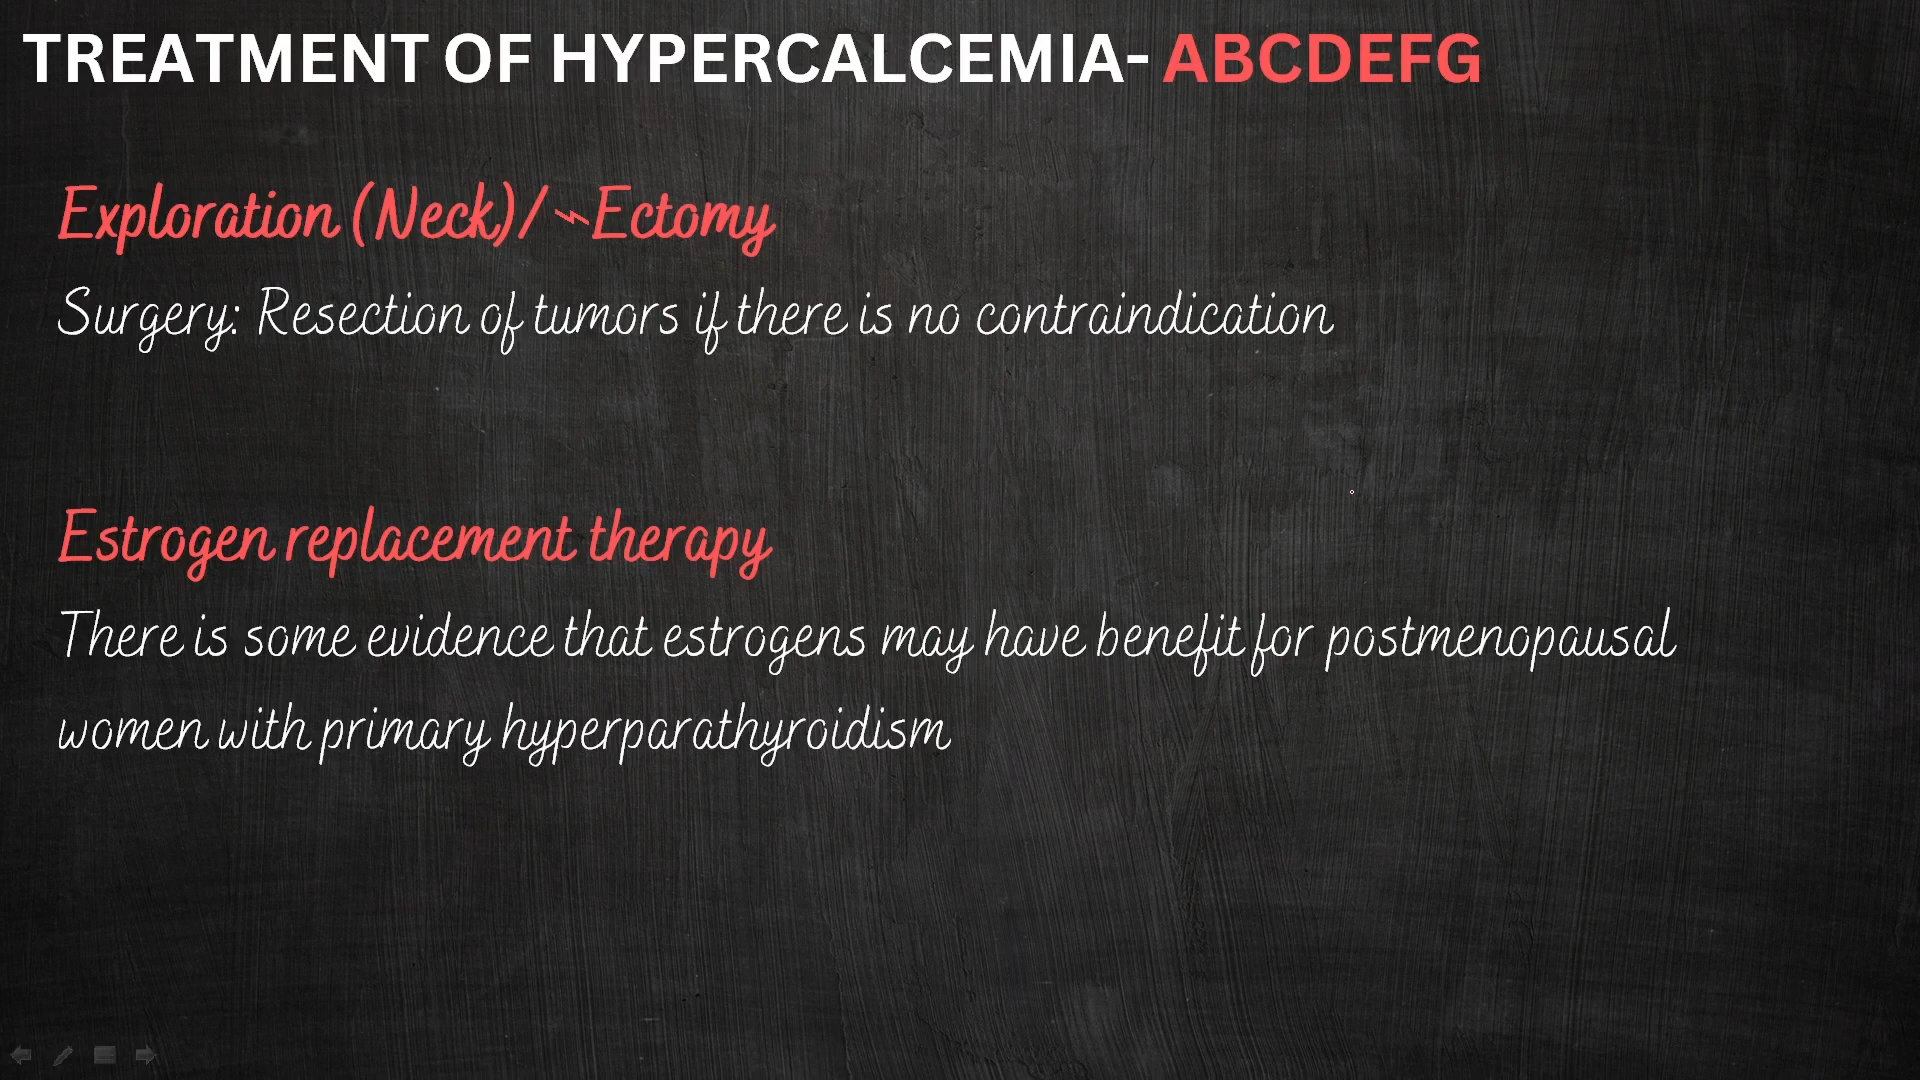 TREATMENT OF HYPERCALCEMIA- ABCDEFG
Exploration (Neck)/ ~Ectomy
Surgery: Resection of tumors if there is no contraindication
Estrogen replacement therapy
There is some evidence that estrogens may have benefit for postmenopausal
women with primary hyperparathyroidism